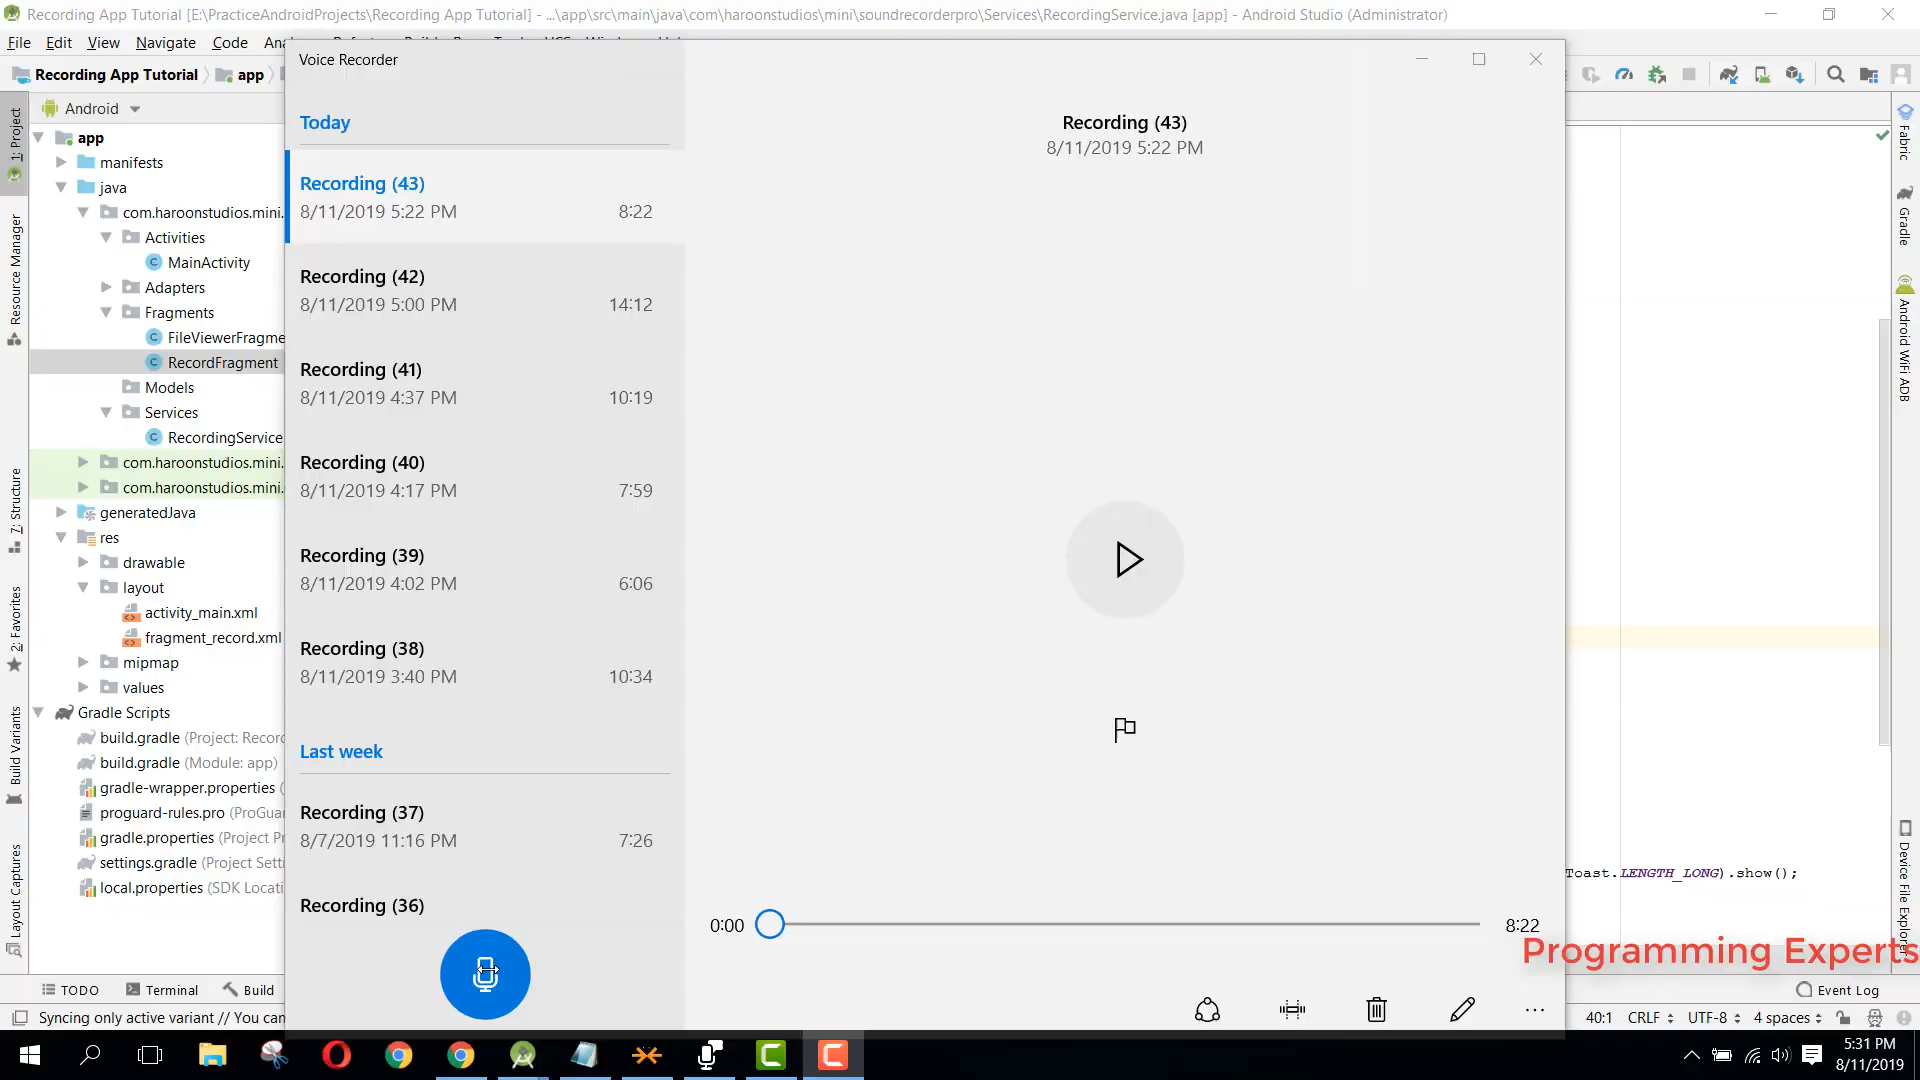 Recording App Tutorial [E:\PracticeAndroidProjects\Recording App Tutorial] - ...\app\src\main\java\com\haroonstudios\mini\soundrecorderpro\Services\RecordingService.java [app] - Android Studio (Administrator)
File Edit View Navigate Code
Recording App Tutorial app
Android
app
manifests
java
com.haroonstudios.mini.
Activities
MainActivity
Adapters
Fragments
FileViewerFragme
RecordFragment
Models
Services
RecordingService
com.haroonstudios.mini.
com.haroonstudios.mini.
generatedJava
res
drawable
layout
activity_main.xml
fragment_record.xml
mipmap
values
Gradle Scripts
build.gradle (Project: Record
build.gradle (Module: app)
gradle-wrapper.properties (
proguard-rules.pro (ProGua
gradle.properties (Project Pr
settings.gradle (Project Setti
local.properties (SDK Locati
1: Project
Resource Manager
7: Structure
2: Favorites
Build Variants
Layout Captures
Voice Recorder
Today
Recording (43)
8/11/2019 5:22 PM 8:22
Recording (42)
8/11/2019 5:00 PM 14:12
Recording (41)
8/11/2019 4:37 PM 10:19
Recording (40)
8/11/2019 4:17 PM 7:59
Recording (39)
8/11/2019 4:02 PM 6:06
Recording (38)
8/11/2019 3:40 PM 10:34
Last week
Recording (37)
8/7/2019 11:16 PM 7:26
Recording (36)
Recording (43)
8/11/2019 5:22 PM
0:00 8:22
Toast.LENGTH_LONG).show();
Fabric
Gradle
Android WiFi ADB
Device File Explorer
Programming Experts
TODO Terminal Build Event Log
Syncing only active variant // You can
40:1 CRLF UTF-8 4 spaces
5:31 PM
8/11/2019